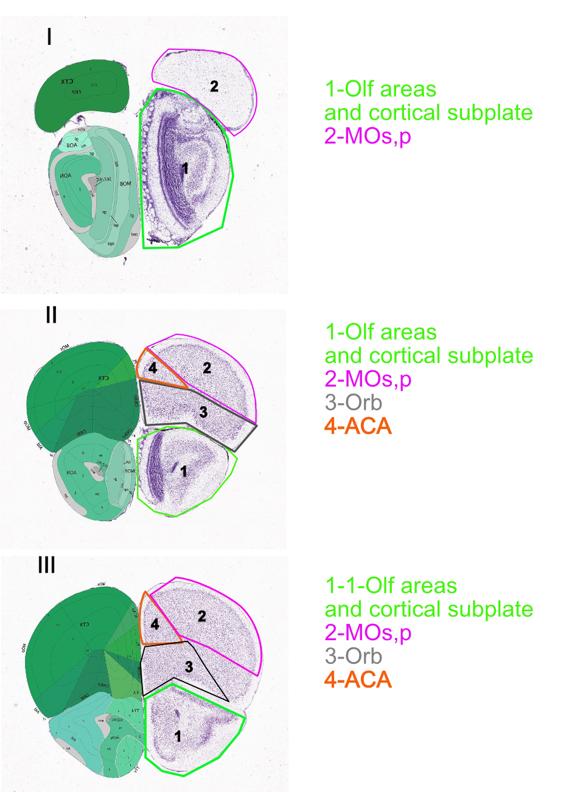 I
2
1
1-Olf areas
and cortical subplate
2-MOs,p
II
4
2
3
1
1-Olf areas
and cortical subplate
2-MOs,p
3-Orb
4-ACA
III
4
2
3
1
1-1-Olf areas
and cortical subplate
2-MOs,p
3-Orb
4-ACA